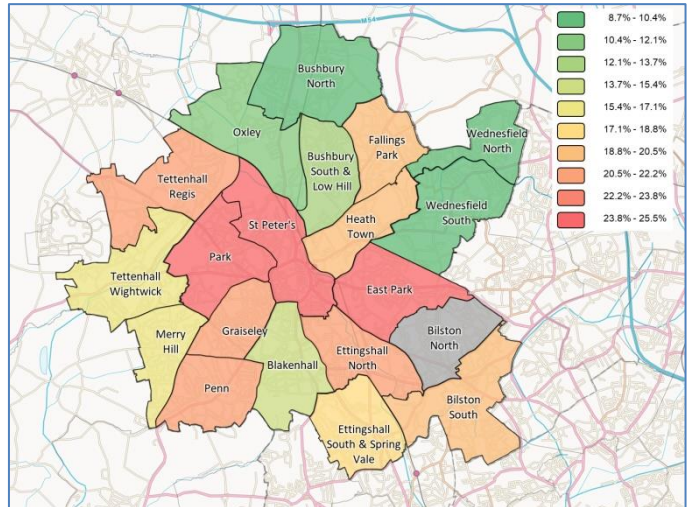 M54
8.7% - 10.4%
10.4% - 12.1%
12.1% - 13.7%
13.7% - 15.4%
15.4% - 17.1%
17.1% - 18.8%
18.8% - 20.5%
20.5% - 22.2%
22.2% - 23.8%
23.8% - 25.5%
Bushbury
North
Oxley
Bushbury
South &
Low Hill
Fallings
Park
Wednesfield
North
Tettenhall
Regis
Wednesfield
South
St Peter's
Heath
Town
Park
East Park
Tettenhall
Wightwick
Merry
Hill
Graiseley
Blakenhall
Ettingshall
North
Bilston
North
Penn
Bilston
South
Ettingshall
South & Spring
Vale